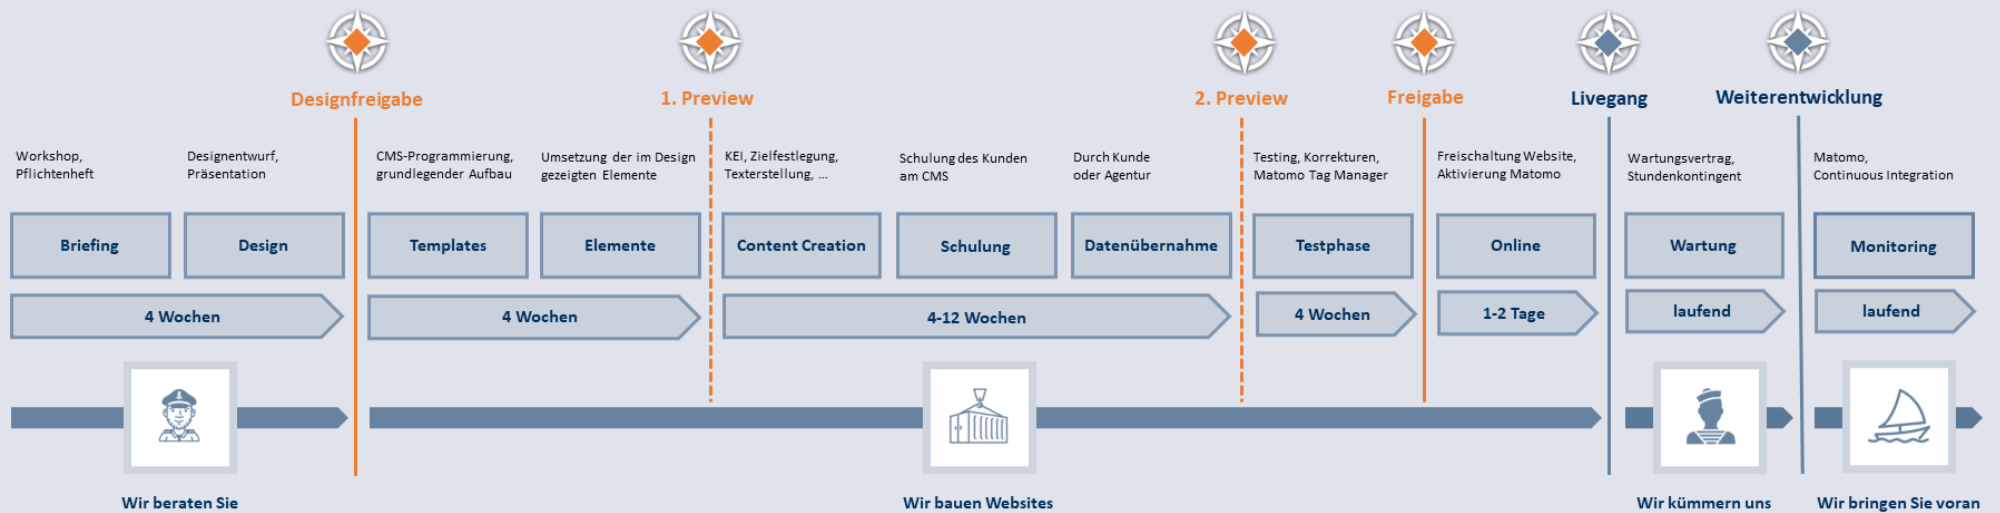 Designfreigabe
1. Preview
2. Preview
Freigabe
Livegang
Weiterentwicklung
Workshop,
Pflichtenheft
Designentwurf,
Präsentation
CMS-Programmierung,
grundlegender Aufbau
Umsetzung der im Design
gezeigten Elemente
KEI, Zielfestlegung,
Texterstellung, ...
Schulung des Kunden
am CMS
Durch Kunde
oder Agentur
Testing, Korrekturen,
Matomo Tag Manager
Freischaltung Website,
Aktivierung Matomo
Wartungsvertrag,
Stundenkontingent
Matomo,
Continuous Integration
Briefing
Design
Templates
Elemente
Content Creation
Schulung
Datenübernahme
Testphase
Online
Wartung
Monitoring
4 Wochen
4 Wochen
4-12 Wochen
4 Wochen
1-2 Tage
laufend
laufend
Wir beraten Sie
Wir bauen Websites
Wir kümmern uns
Wir bringen Sie voran